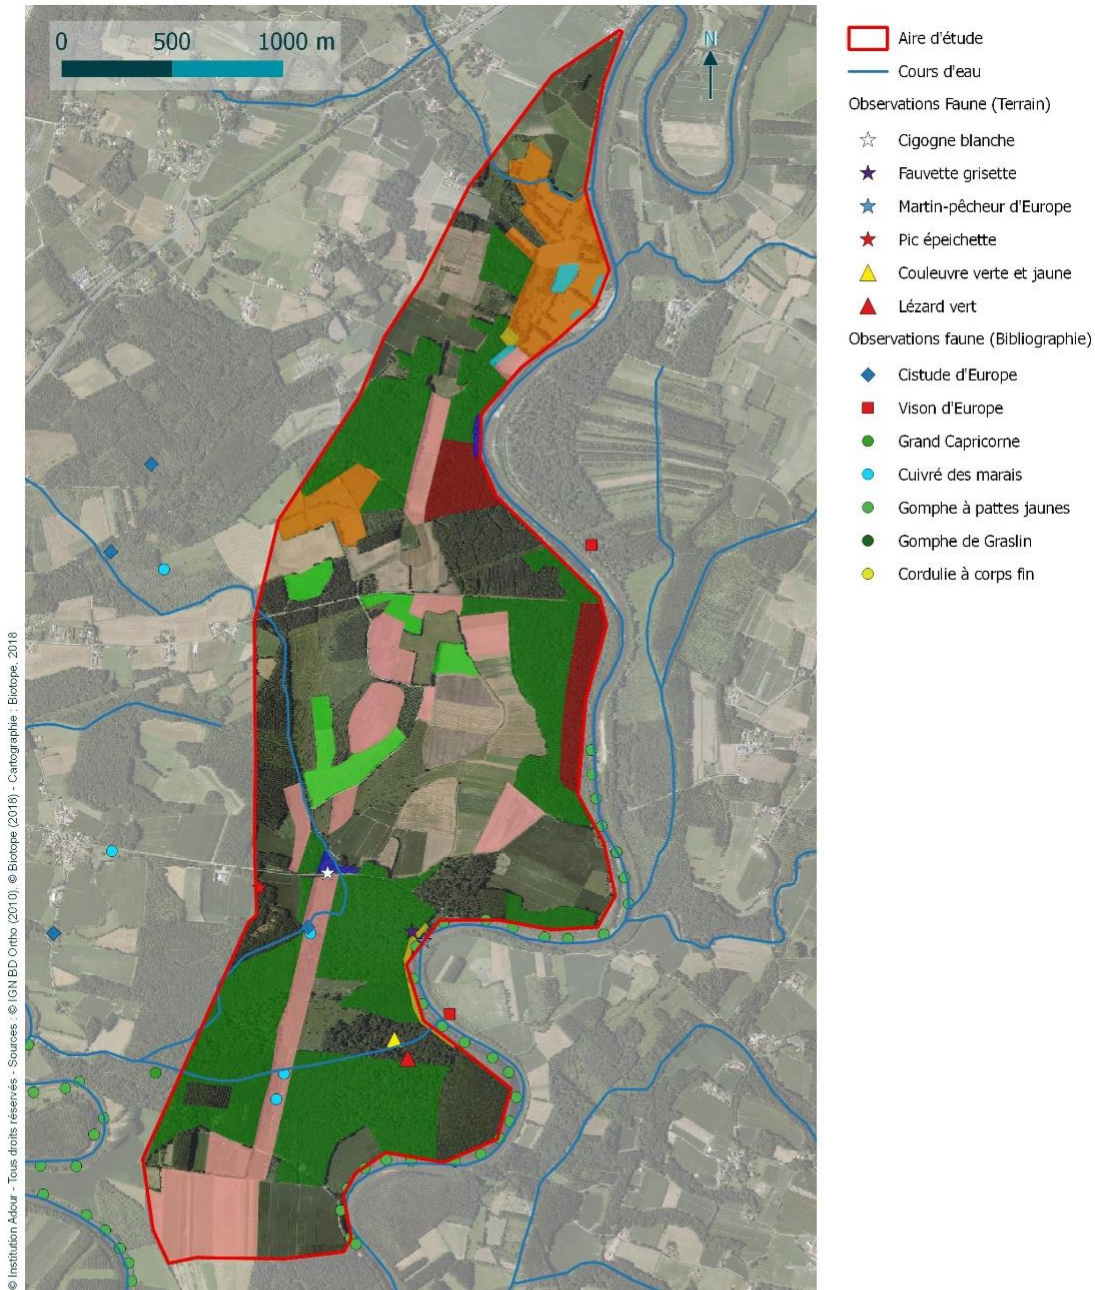 0 500 1000 m
N
Aire d'étude
Cours d'eau
Observations Faune (Terrain)
Cigogne blanche
Fauvette grisette
Martin-pêcheur d'Europe
Pic épeichette
Couleuvre verte et jaune
Lézard vert
Observations faune (Bibliographie)
Cistude d'Europe
Vison d'Europe
Grand Capricorne
Cuivré des marais
Gomphe à pattes jaunes
Gomphe de Graslin
Cordulie à corps fin
© Institution Adour - Tous droits réservés - Sources : © IGN BD Ortho (2010), © Biotope (2018) - Cartographie : Biotope, 2018